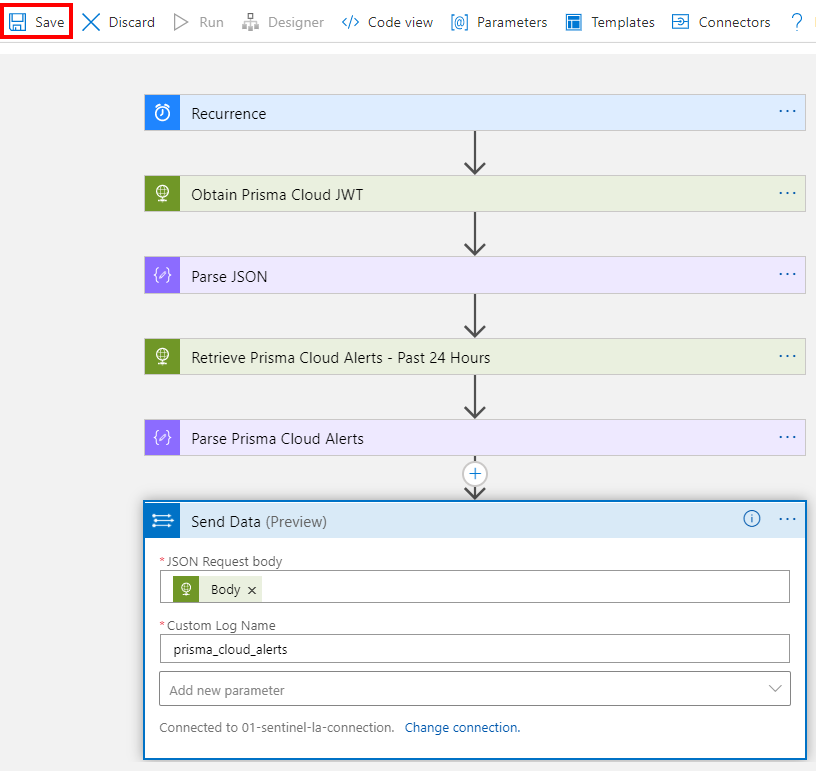 Save Discard Run Designer </> Code view [@] Parameters Templates Connectors ?
Recurrence ...
Obtain Prisma Cloud JWT ...
{} Parse JSON ...
Retrieve Prisma Cloud Alerts - Past 24 Hours ...
{} Parse Prisma Cloud Alerts ...
+
Send Data (Preview) i ...
*JSON Request body
Body ×
*Custom Log Name
prisma_cloud_alerts
Add new parameter
Connected to 01-sentinel-la-connection. Change connection.